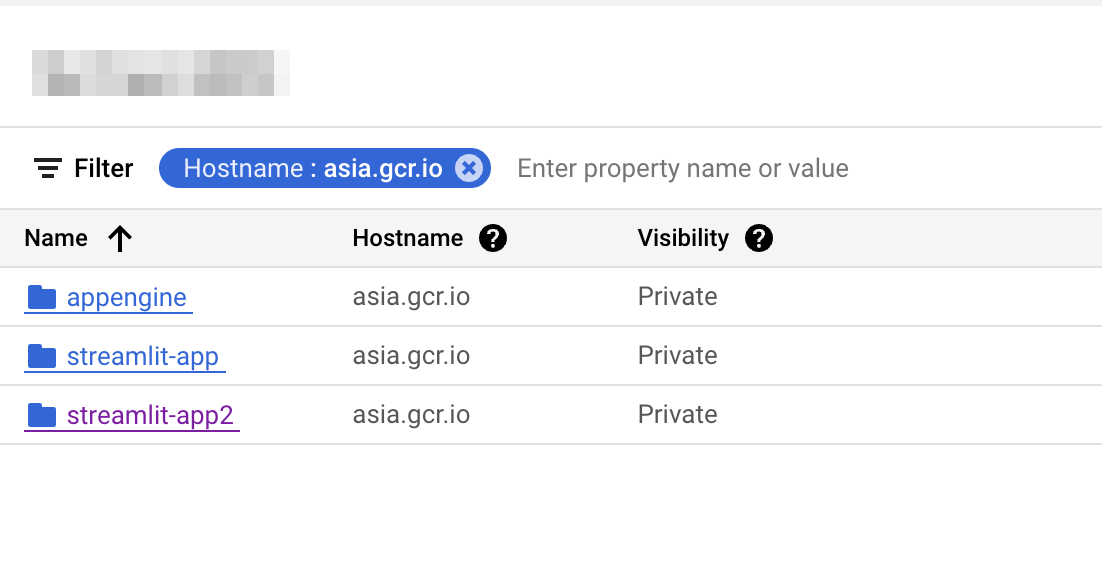 Filter Hostname : asia.gcr.io Enter property name or value
Name Hostname Visibility
appengine asia.gcr.io Private
streamlit-app asia.gcr.io Private
streamlit-app2 asia.gcr.io Private